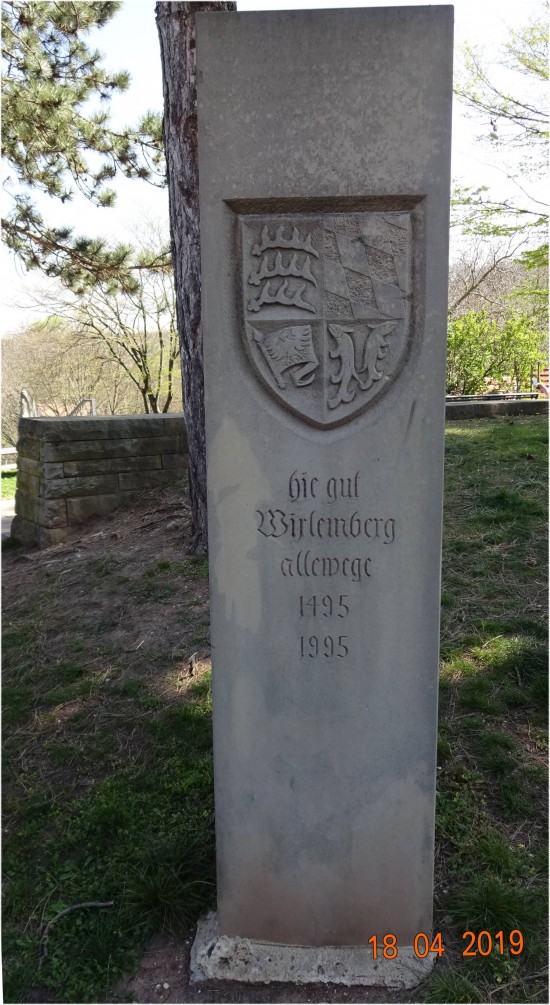 hie gut
Wirtemberg
allewege
1495
1995
18 04 2019